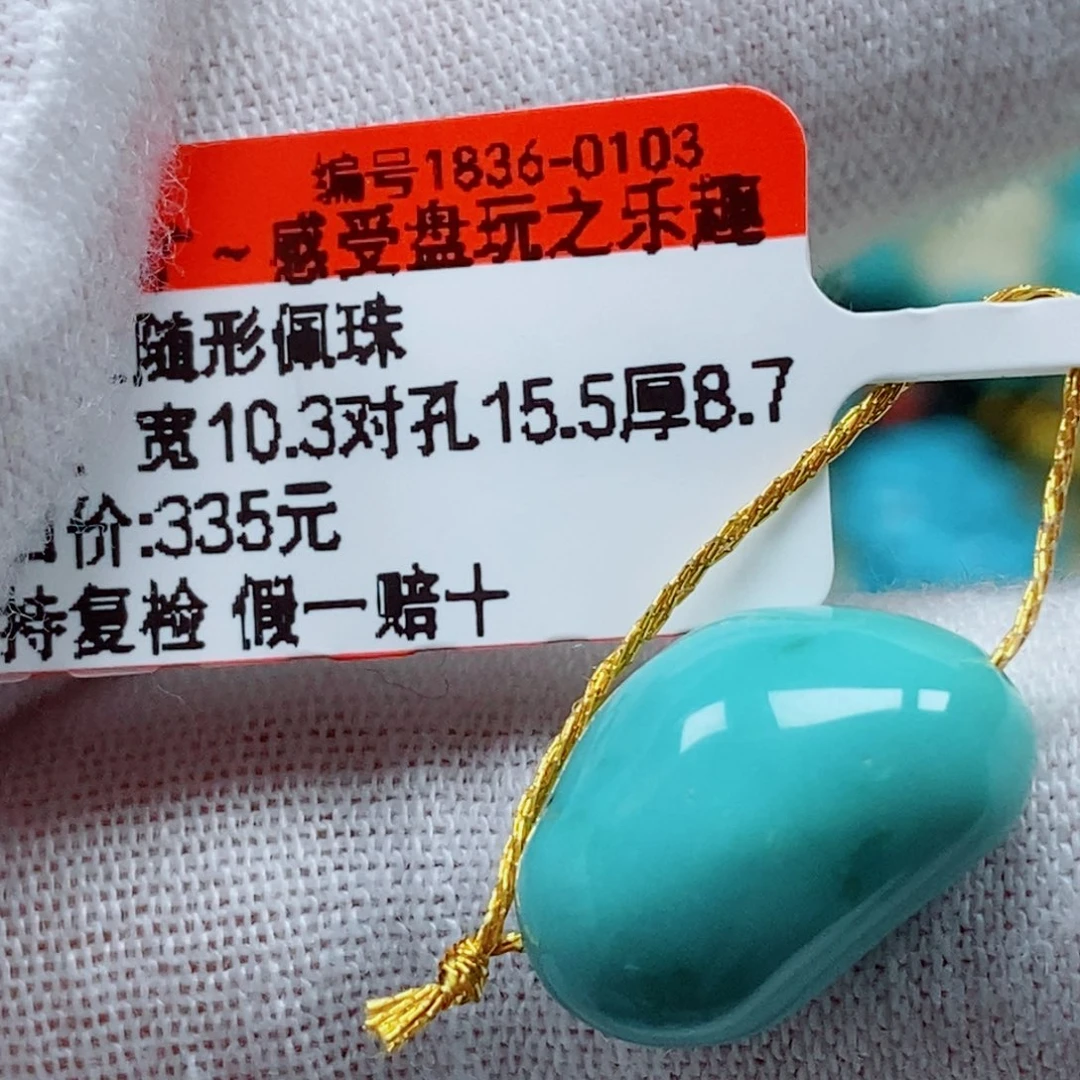 编号1836-0103
~感受盘玩之乐趣
随形佩珠
宽10.3对孔15.5厚8.7
价:335元
持复检 假一赔十